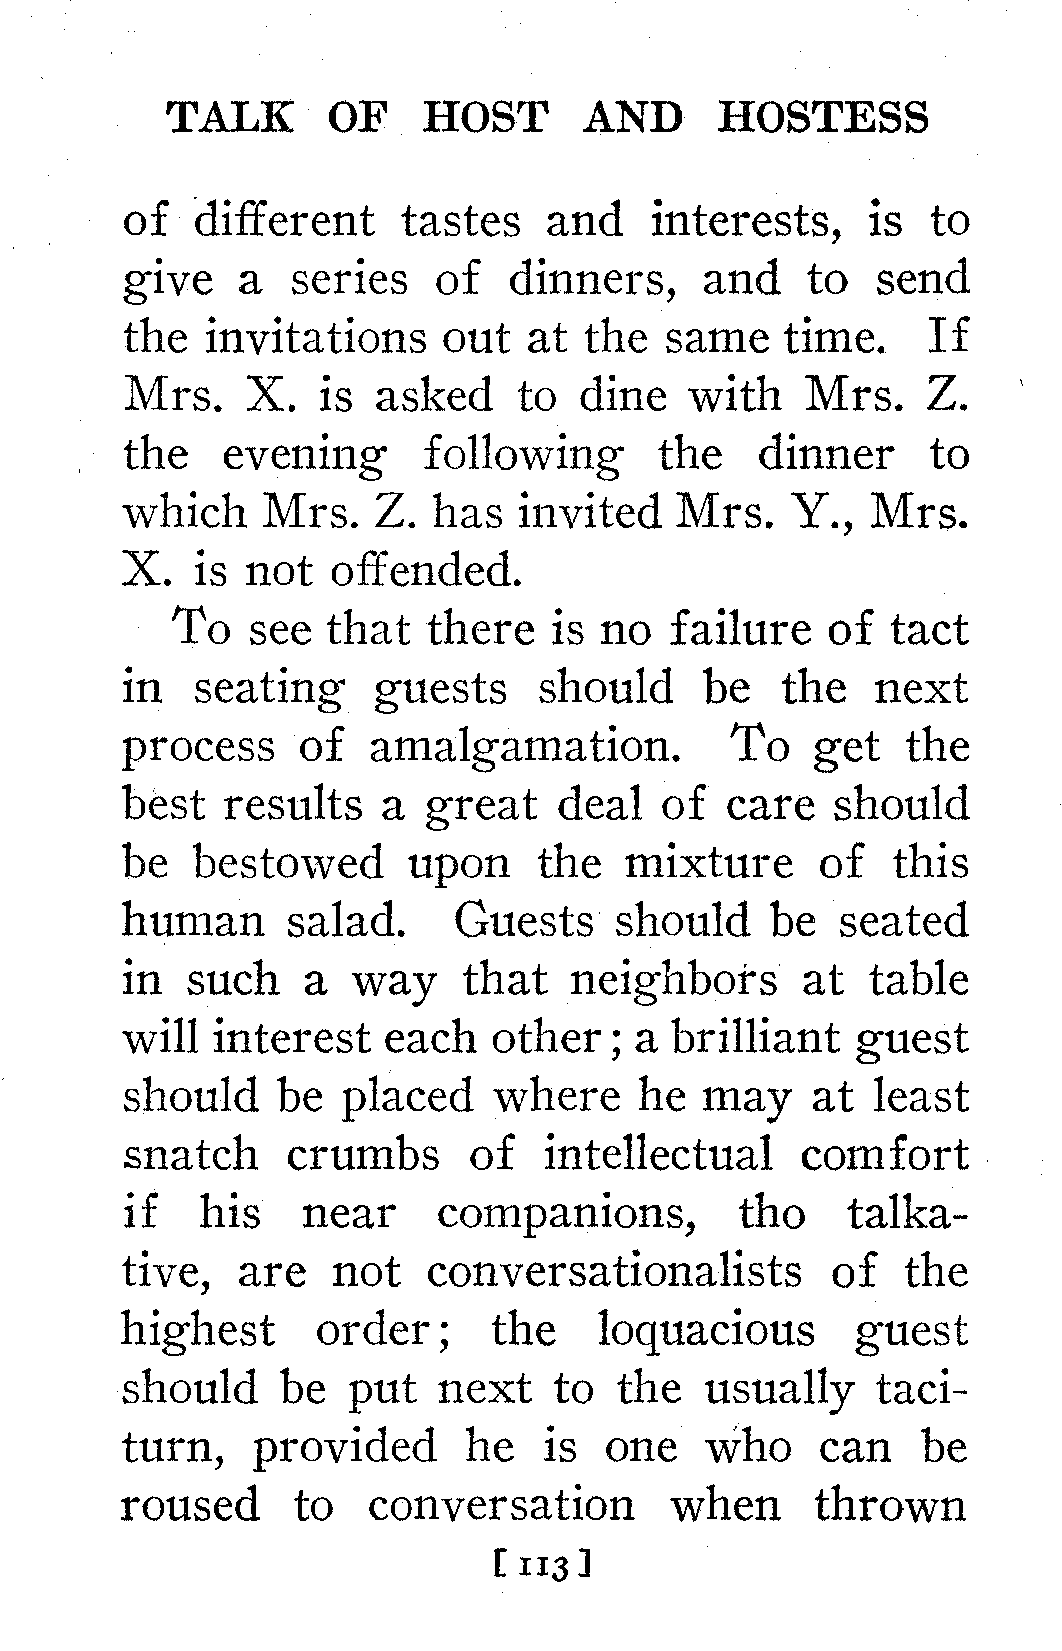 TALK OF HOST AND HOSTESS
of different tastes and interests, is to
give a series of dinners, and to send
the invitations out at the same time. If
Mrs. X. is asked to dine with Mrs. Z.
the evening following the dinner to
which Mrs. Z. has invited Mrs. Y., Mrs.
X. is not offended.
To see that there is no failure of tact
in seating guests should be the next
process of amalgamation. To get the
best results a great deal of care should
be bestowed upon the mixture of this
human salad. Guests should be seated
in such a way that neighbors at table
will interest each other; a brilliant guest
should be placed where he may at least
snatch crumbs of intellectual comfort
if his near companions, tho talka-
tive, are not conversationalists of the
highest order; the loquacious guest
should be put next to the usually taci-
turn, provided he is one who can be
roused to conversation when thrown
[113]